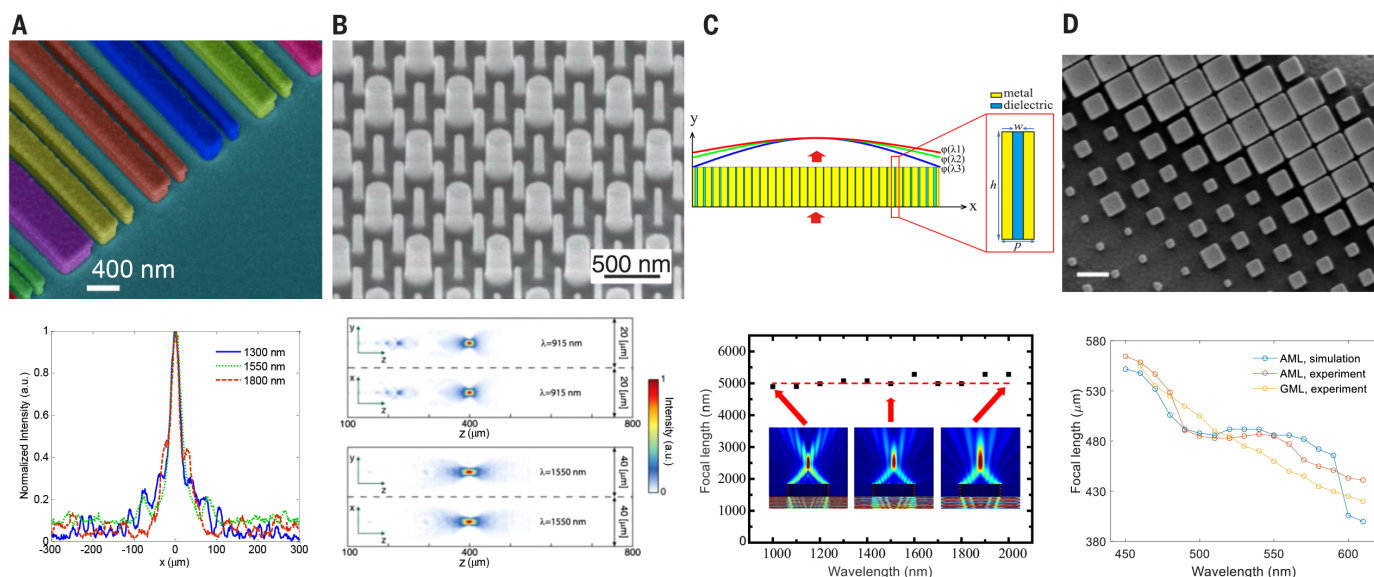 A
400 nm
B
500 nm
C
metal
dielectric
y
φ(λ1)
φ(λ2)
φ(λ3)
x
w
h
p
D
Normalized Intensity (a.u.)
1
0.8
0.6
0.4
0.2
0
1300 nm
1550 nm
1800 nm
-300 -200 -100 0 100 200 300
x (μm)
y
z
λ=915 nm
20 [μm]
x
z
λ=915 nm
20 [μm]
100 z (μm) 400 800
y
z
λ=1550 nm
40 [μm]
x
z
λ=1550 nm
40 [μm]
100 400 800
z (μm)
1
Intensity (a.u.)
0
Focal length (nm)
6000
5000
4000
3000
2500
2000
1500
1000
0
1000 1200 1400 1600 1800 2000
Wavelength (nm)
Focal length (μm)
580
530
480
430
380
AML, simulation
AML, experiment
GML, experiment
450 500 550 600
Wavelength (nm)